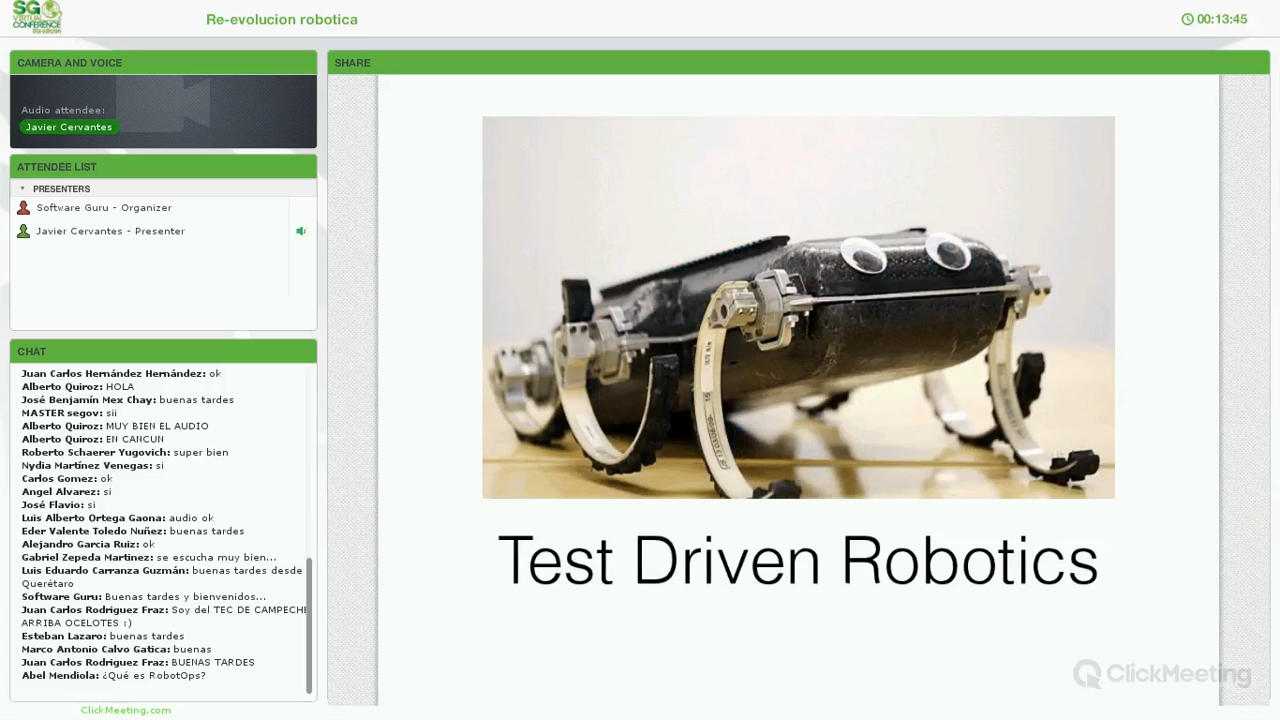 SG
VIRTUAL
CONFERENCE
Re-evolucion robotica
00:13:45
CAMERA AND VOICE
Audio attendee:
Javier Cervantes
ATTENDEE LIST
PRESENTERS
Software Guru - Organizer
Javier Cervantes - Presenter
CHAT
Juan Carlos Hernández Hernández: ok
Alberto Quiroz: HOLA
José Benjamín Mex Chay: buenas tardes
MASTER segov: sii
Alberto Quiroz: MUY BIEN EL AUDIO
Alberto Quiroz: EN CANCUN
Roberto Schaerer Yugovich: super bien
Nydia Martínez Venegas: si
Carlos Gomez: ok
Angel Alvarez: si
José Flavio: si
Luis Alberto Ortega Gaona: audio ok
Eder Valente Toledo Nuñez: buenas tardes
Alejandro Garcia Ruiz: ok
Gabriel Zepeda Martinez: se escucha muy bien...
Luis Eduardo Carranza Guzmán: buenas tardes desde
Querétaro
Software Guru: Buenas tardes y bienvenidos...
Juan Carlos Rodriguez Fraz: Soy del TEC DE CAMPECHE
ARRIBA OCELOTES :)
Esteban Lazaro: buenas tardes
Marco Antonio Calvo Gatica: buenas
Juan Carlos Rodriguez Fraz: BUENAS TARDES
Abel Mendiola: ¿Qué es RobotOps?
ClickMeeting.com
SHARE
Test Driven Robotics
ClickMeeting